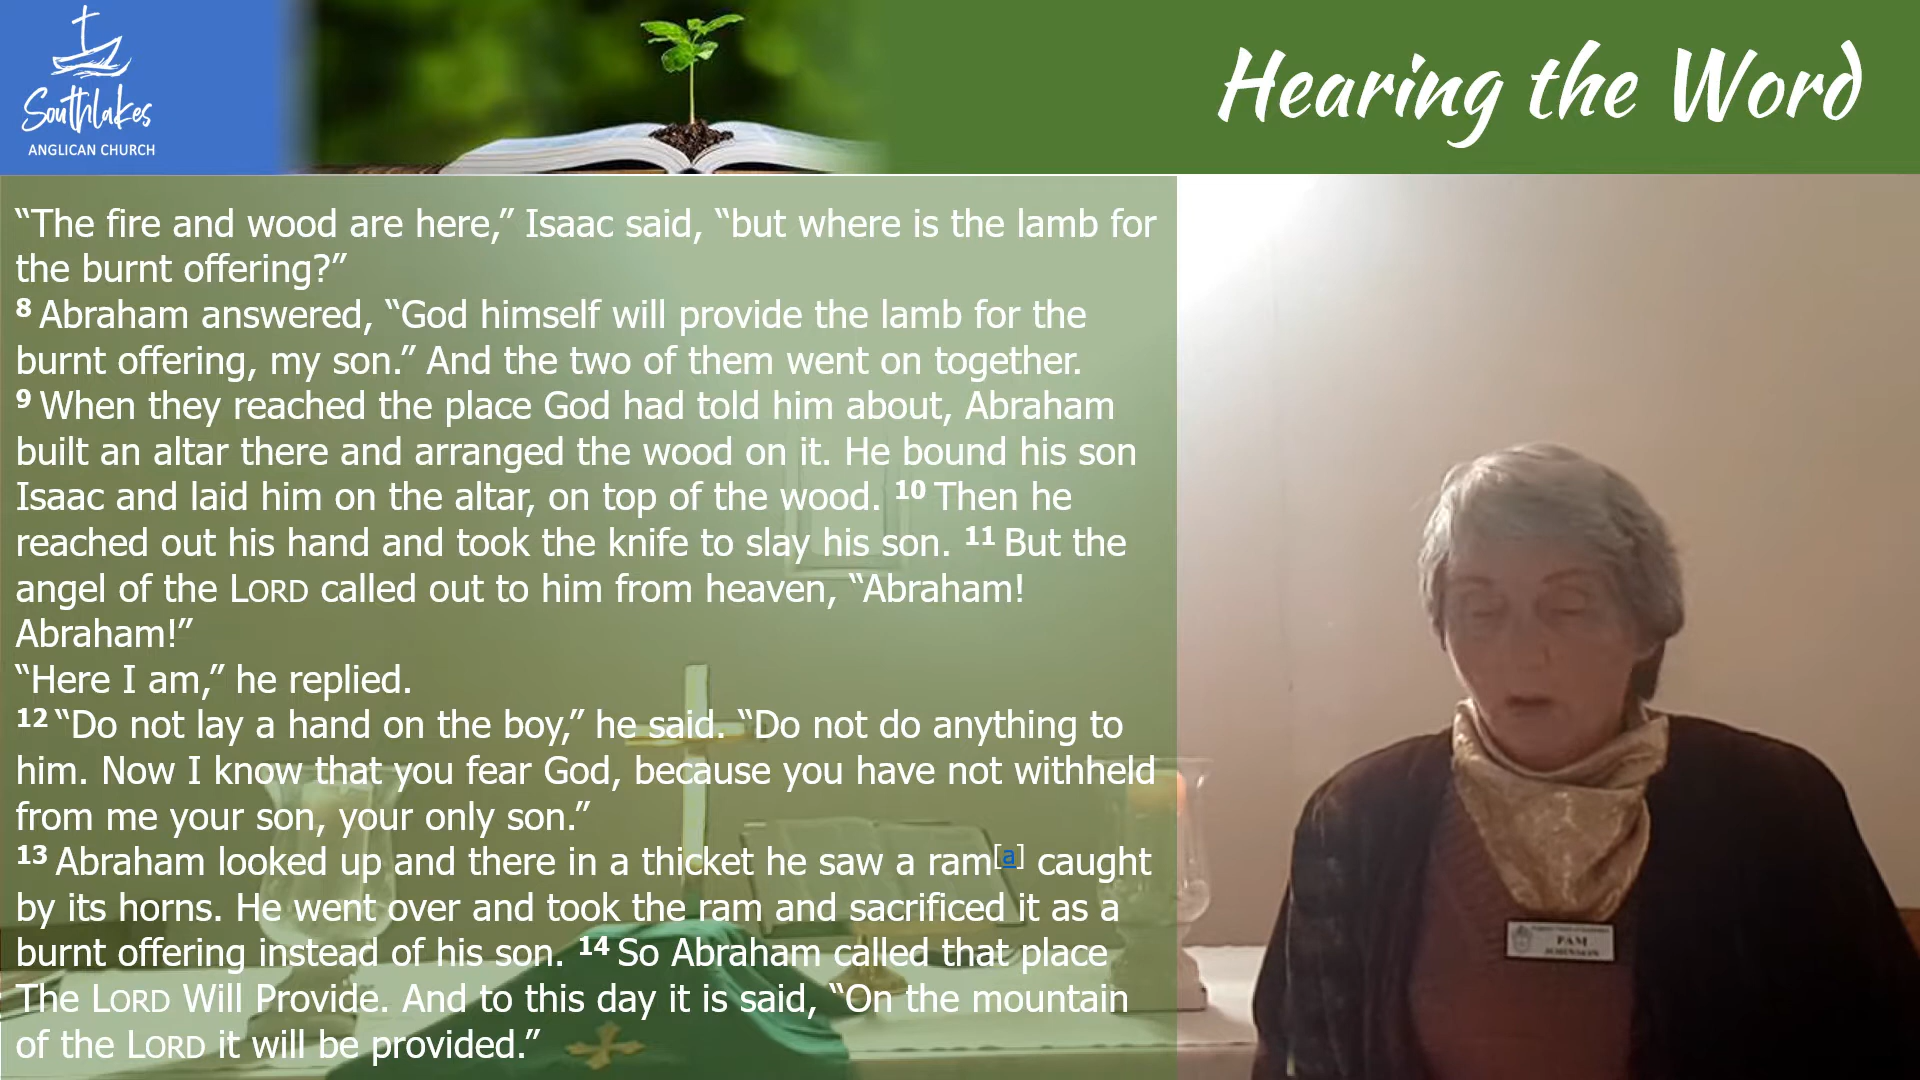 Southlakes
ANGLICAN CHURCH
Hearing the Word
“The fire and wood are here,” Isaac said, “but where is the lamb for
the burnt offering?”
8 Abraham answered, “God himself will provide the lamb for the
burnt offering, my son.” And the two of them went on together.
9 When they reached the place God had told him about, Abraham
built an altar there and arranged the wood on it. He bound his son
Isaac and laid him on the altar, on top of the wood. 10 Then he
reached out his hand and took the knife to slay his son. 11 But the
angel of the LORD called out to him from heaven, “Abraham!
Abraham!”
“Here I am,” he replied.
12 “Do not lay a hand on the boy,” he said. “Do not do anything to
him. Now I know that you fear God, because you have not withheld
from me your son, your only son.”
13 Abraham looked up and there in a thicket he saw a ram[a] caught
by its horns. He went over and took the ram and sacrificed it as a
burnt offering instead of his son. 14 So Abraham called that place
The LORD Will Provide. And to this day it is said, “On the mountain
of the LORD it will be provided.”
PAM